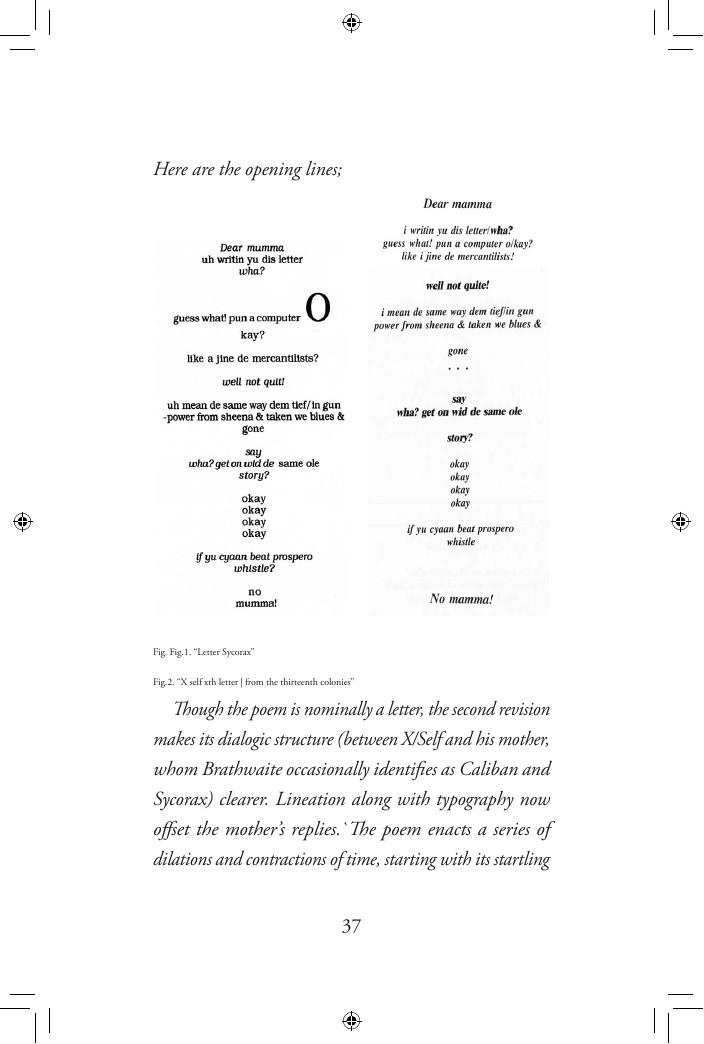 Here are the opening lines;
Dear mumma
uh writin yu dis letter
wha?
guess what! pun a computer O
kay?
like a jine de mercantilists?
well not quit!
uh mean de same way dem tief/in gun
-power from sheena & taken we blues &
gone
say
wha? get on wid de same ole
story?
okay
okay
okay
okay
if yu cyaan beat prospero
whistle?
no
mumma!
Dear mamma
i writin yu dis letter/wha?
guess what! pun a computer o/kay?
like i jine de mercantilists!
well not quite!
i mean de same way dem tief/in gun
power from sheena & taken we blues &
gone
. . .
say
wha? get on wid de same ole
story?
okay
okay
okay
okay
if yu cyaan beat prospero
whistle
No mamma!
Fig. Fig.1. “Letter Sycorax”
Fig.2. “X self xth letter | from the thirteenth colonies”
Though the poem is nominally a letter, the second revision
makes its dialogic structure (between X/Self and his mother,
whom Brathwaite occasionally identifies as Caliban and
Sycorax) clearer. Lineation along with typography now
offset the mother’s replies.`The poem enacts a series of
dilations and contractions of time, starting with its startling
37